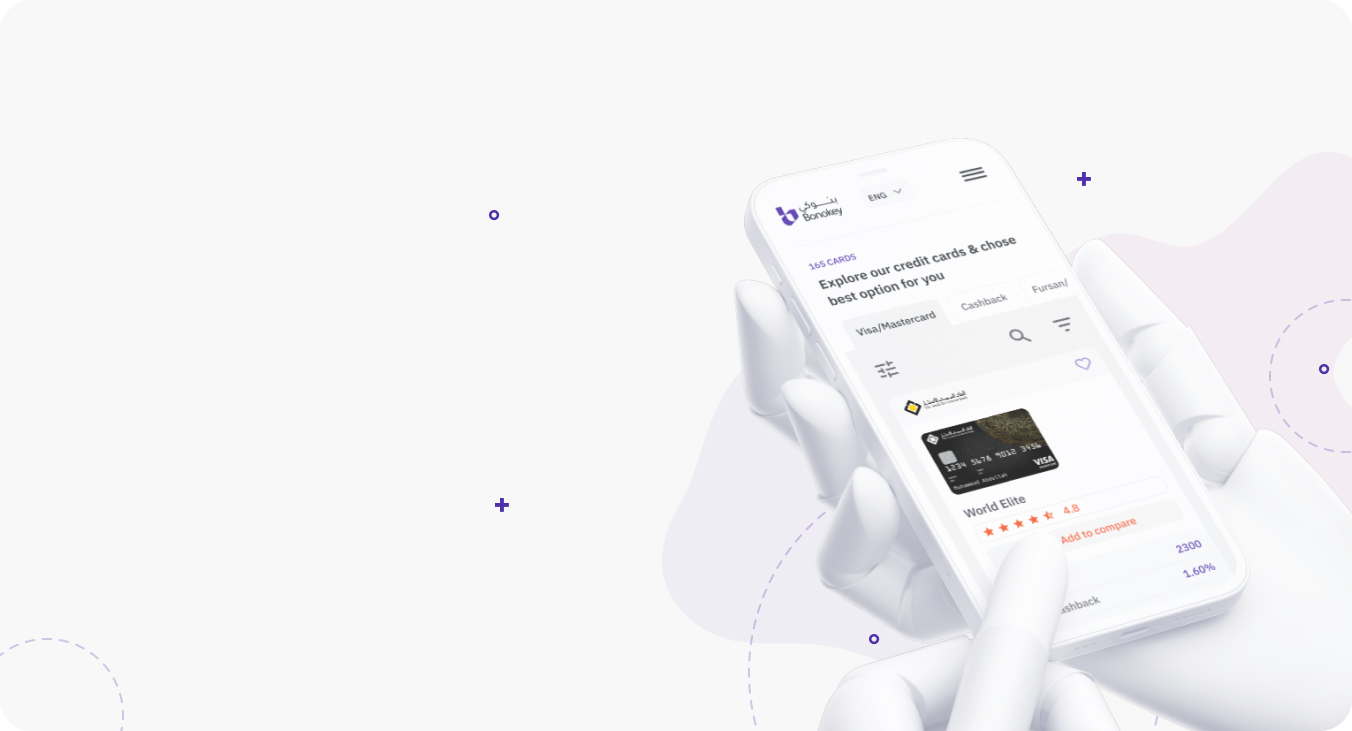 بنوكي
Bonokey
ENG
165 CARDS
Explore our credit cards & chose
best option for you
Visa/Mastercard
Cashback
Fursan/
1234 5678 9012 3456
Mohammad Abdullah
VISA
World Elite
4.8
Add to compare
2300
ashback
1.60%